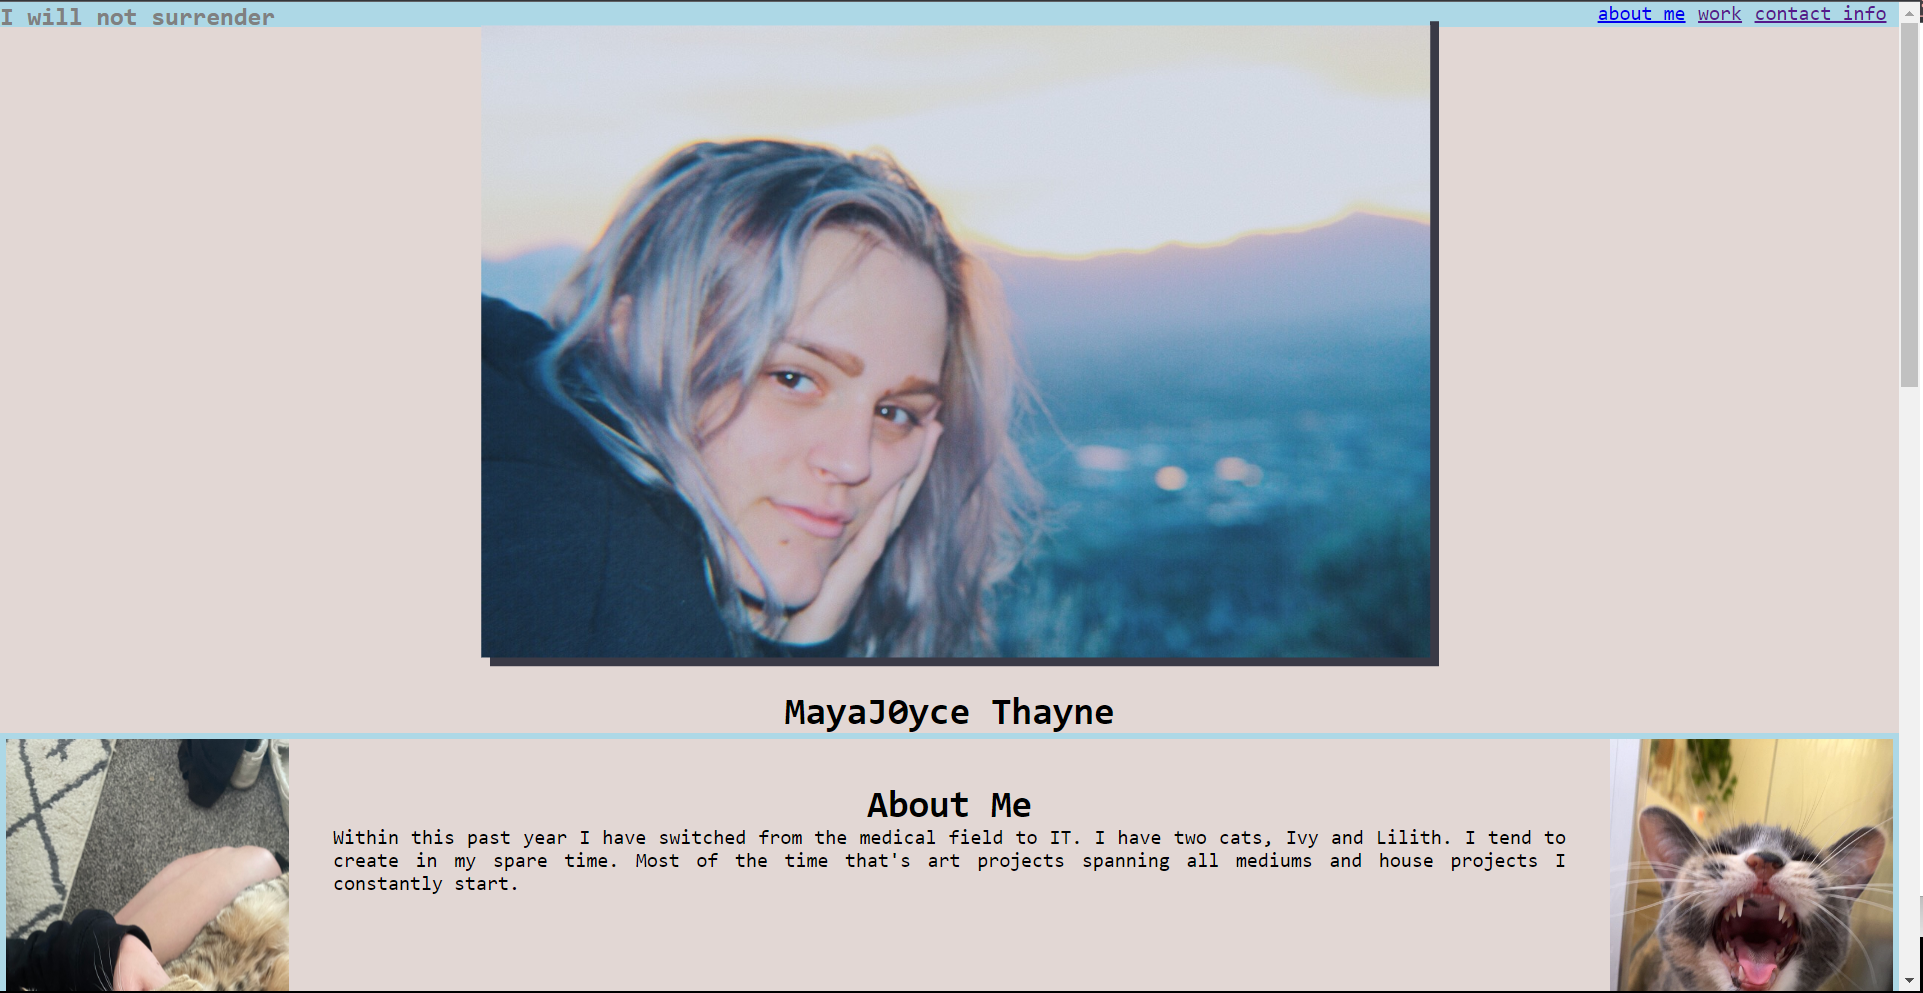 I will not surrender
about me work contact info
MayaJ0yce Thayne
About Me
Within this past year I have switched from the medical field to IT. I have two cats, Ivy and Lilith. I tend to
create in my spare time. Most of the time that's art projects spanning all mediums and house projects I
constantly start.